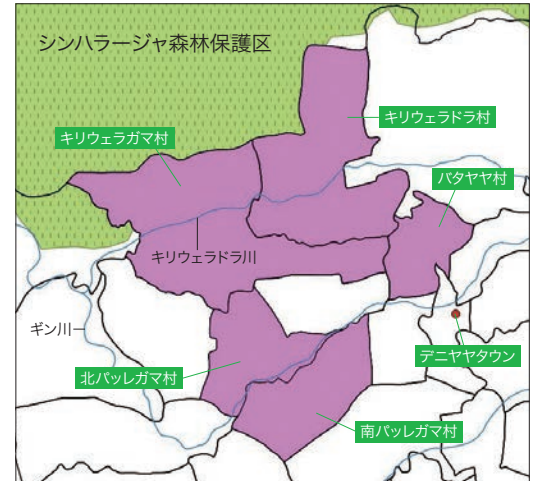 シンハラージャ森林保護区
キリウェラドラ村
キリウェラガマ村
バタヤヤ村
キリウェラドラ川
ギン川
デニヤヤタウン
北パッレガマ村
南パッレガマ村